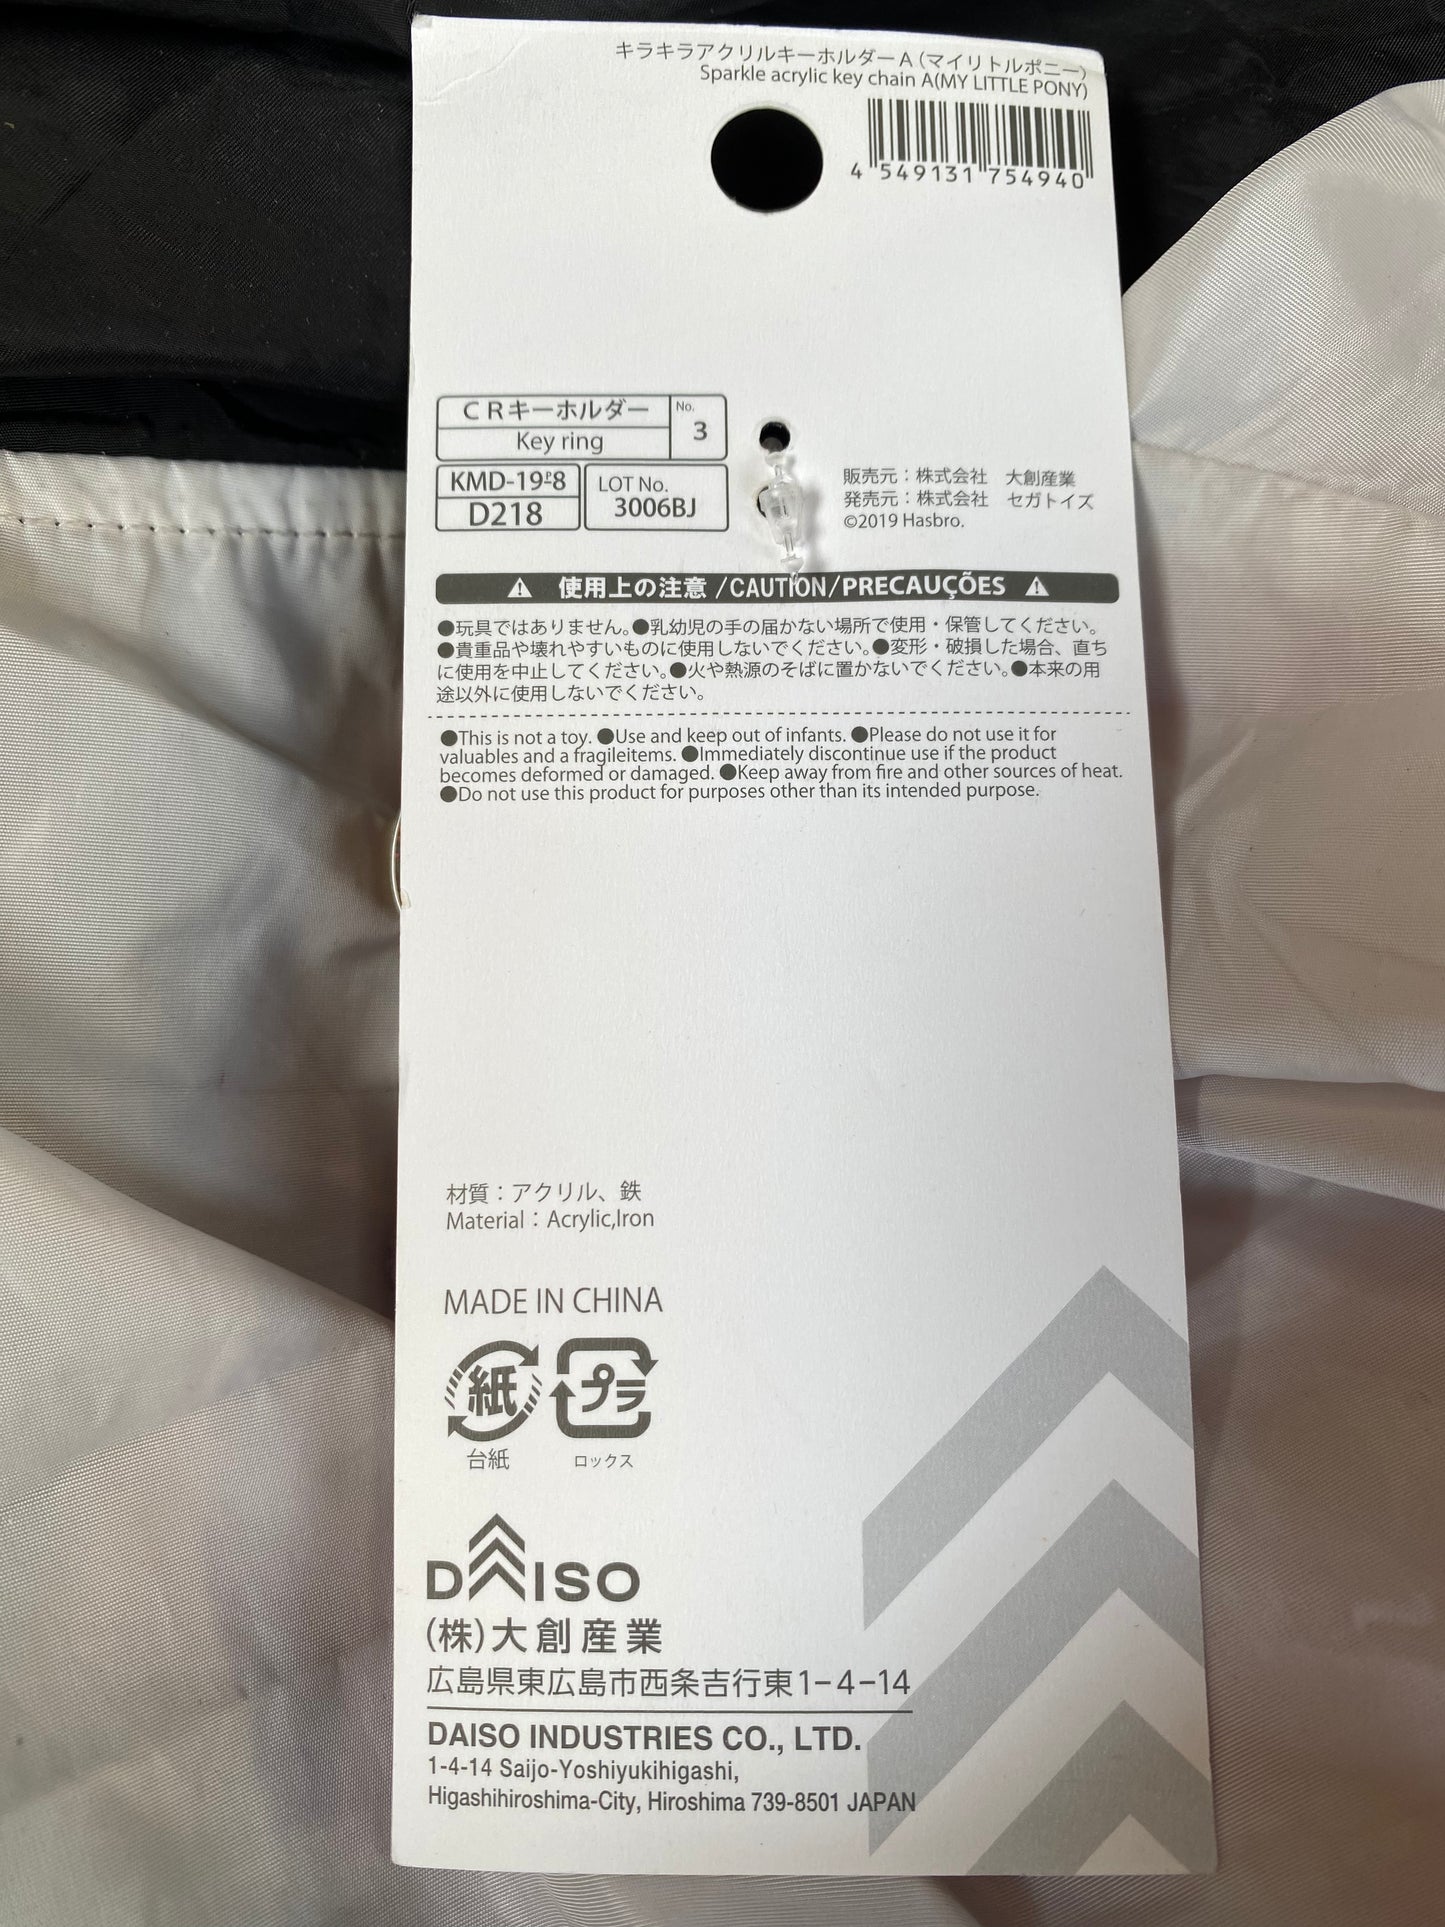 キラキラアクリルキーホルダーA（マイリトルポニー）
Sparkle acrylic key chain A(MY LITTLE PONY)
4 549131 754940
CRキーホルダー
Key ring
No.
3
KMD-19-P8
D218
LOT No.
3006BJ
販売元：株式会社　大創産業
発売元：株式会社　セガトイズ
©2019 Hasbro.
⚠ 使用上の注意 /CAUTION/PRECAUÇÕES ⚠
●玩具ではありません。●乳幼児の手の届かない場所で使用・保管してください。
●貴重品や壊れやすいものに使用しないでください。●変形・破損した場合、直ち
に使用を中止してください。●火や熱源のそばに置かないでください。●本来の用
途以外に使用しないでください。
●This is not a toy. ●Use and keep out of infants. ●Please do not use it for
valuables and a fragileitems. ●Immediately discontinue use if the product
becomes deformed or damaged. ●Keep away from fire and other sources of heat.
●Do not use this product for purposes other than its intended purpose.
材質：アクリル、鉄
Material：Acrylic,Iron
MADE IN CHINA
紙 プラ
台紙 ロックス
DAISO
(株)大創産業
広島県東広島市西条吉行東1-4-14
DAISO INDUSTRIES CO., LTD.
1-4-14 Saijo-Yoshiyukihigashi,
Higashihiroshima-City, Hiroshima 739-8501 JAPAN